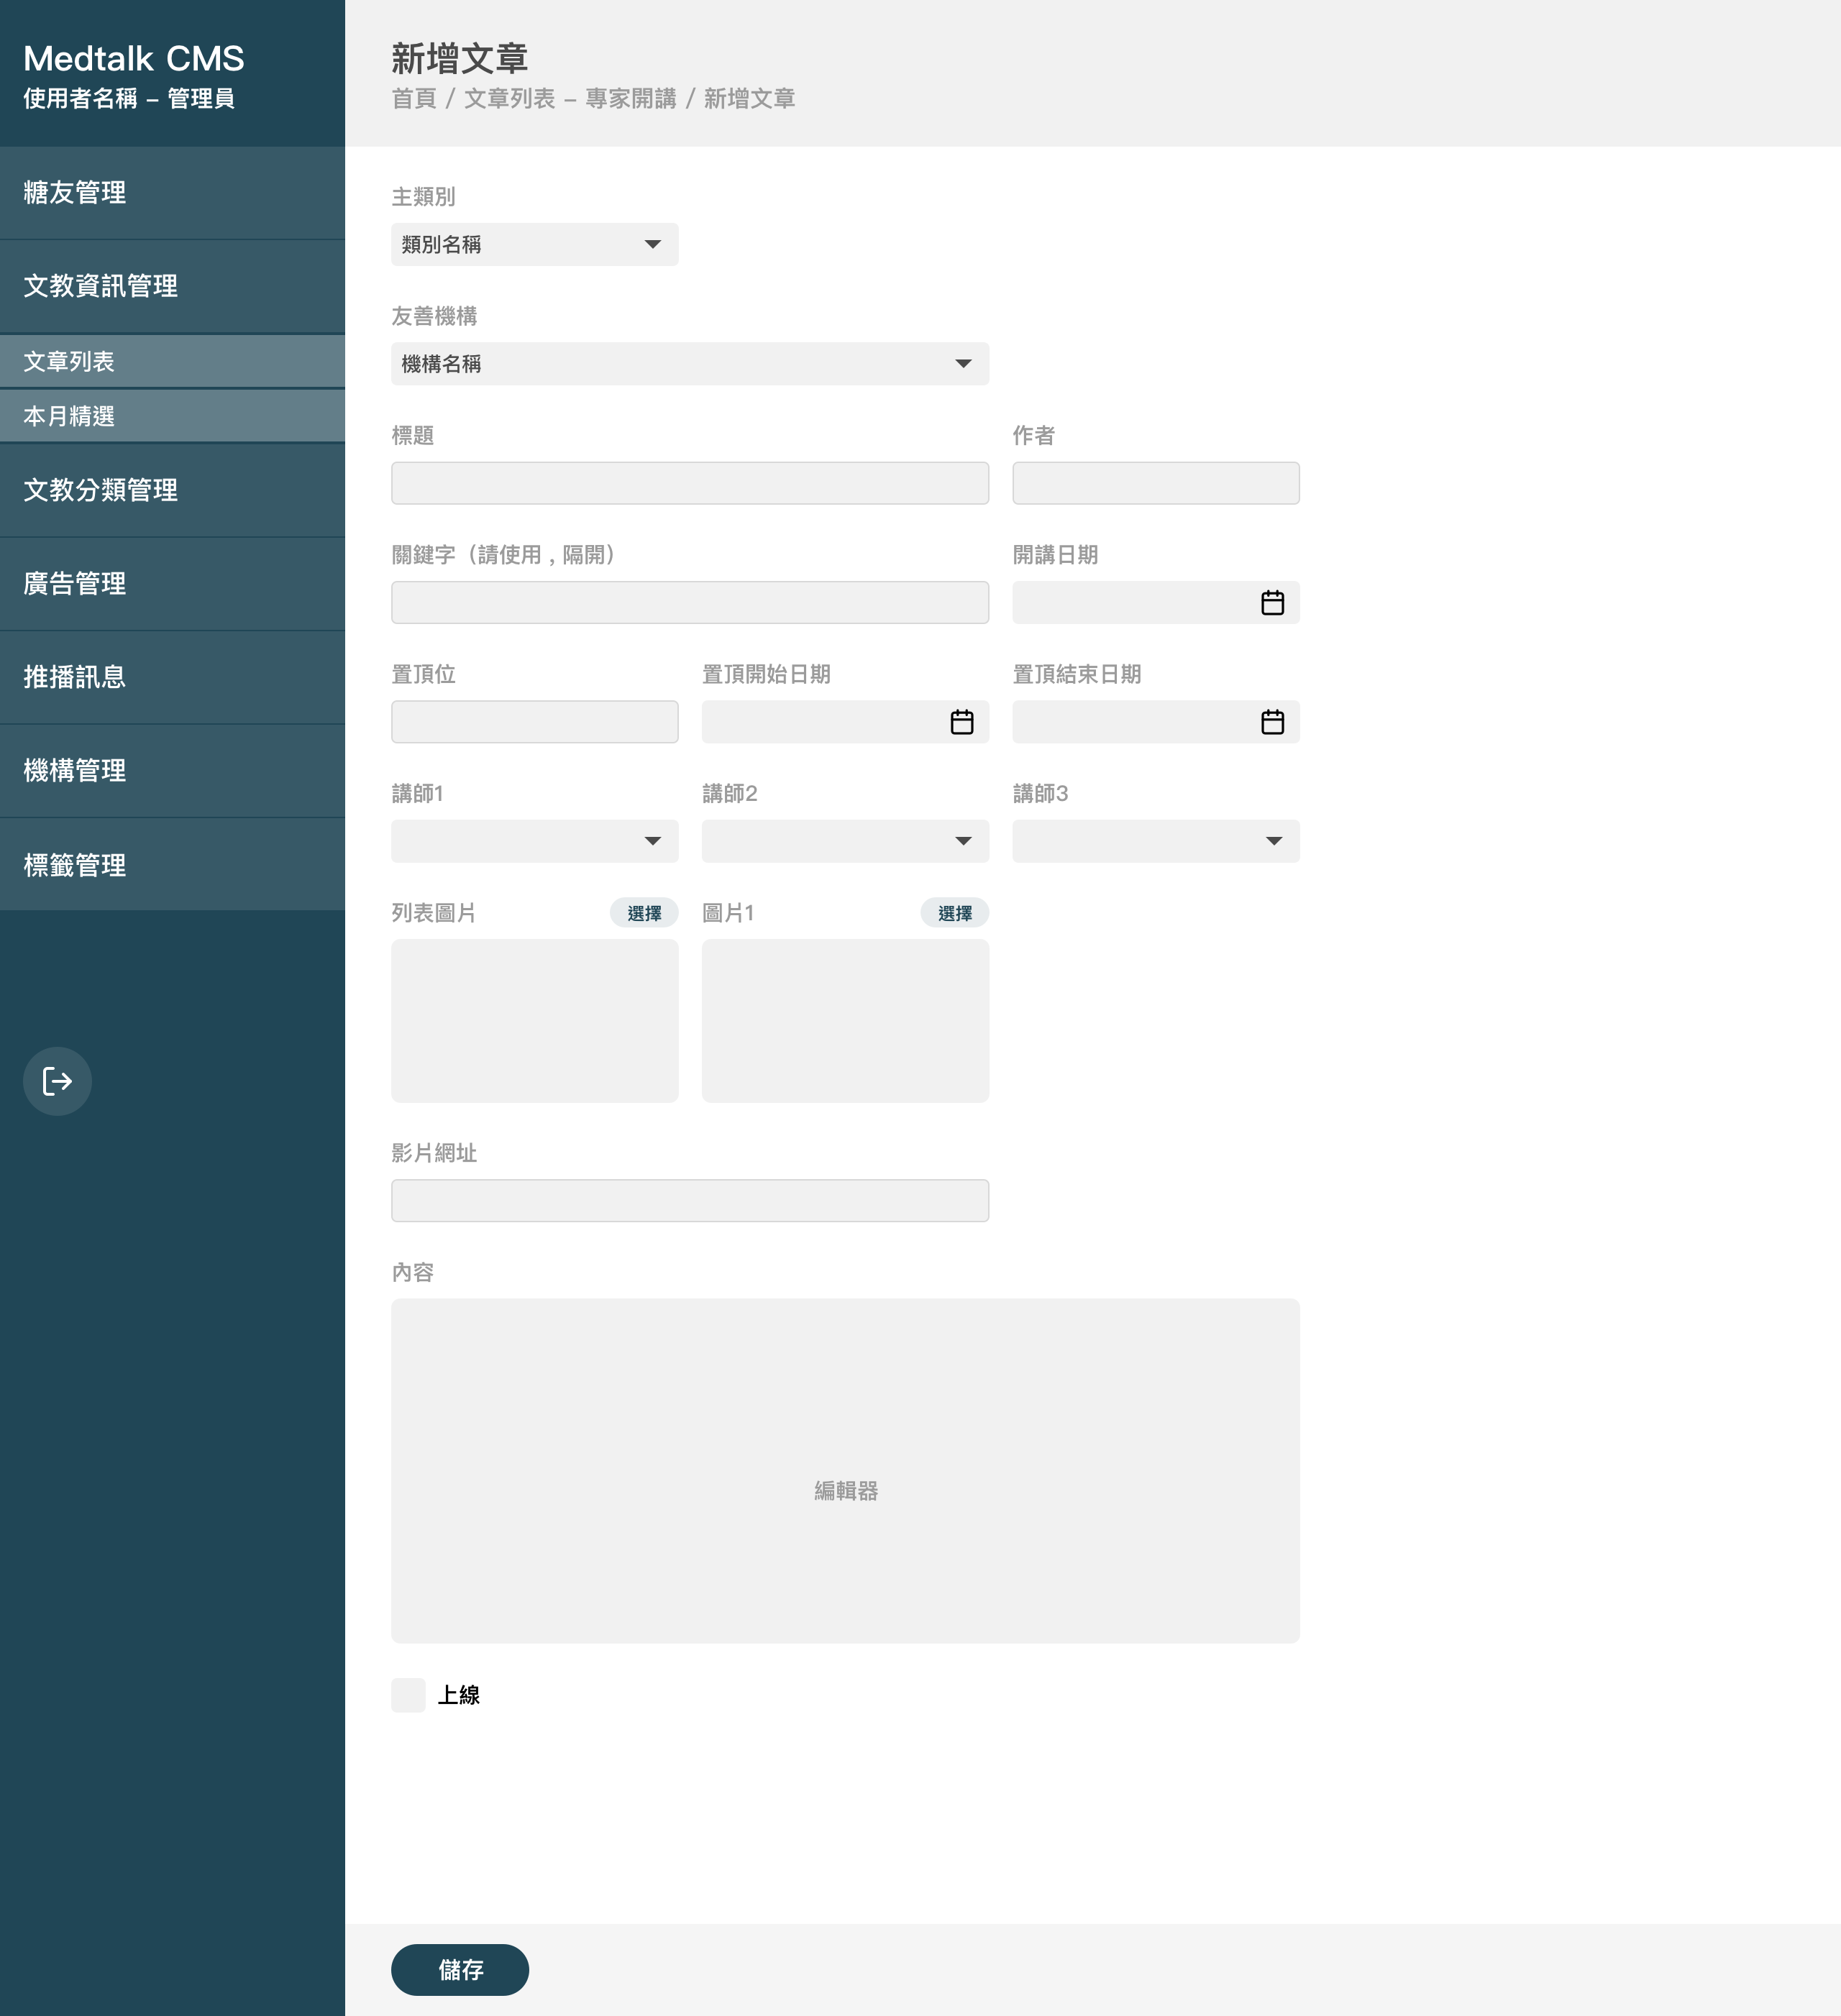 Medtalk CMS
使用者名稱 – 管理員
糖友管理
文教資訊管理
文章列表
本月精選
文教分類管理
廣告管理
推播訊息
機構管理
標籤管理
新增文章
首頁 / 文章列表 – 專家開講 / 新增文章
主類別
類別名稱
友善機構
機構名稱
標題
作者
關鍵字（請使用 , 隔開）
開講日期
置頂位
置頂開始日期
置頂結束日期
講師1
講師2
講師3
列表圖片
選擇
圖片1
選擇
影片網址
內容
編輯器
上線
儲存